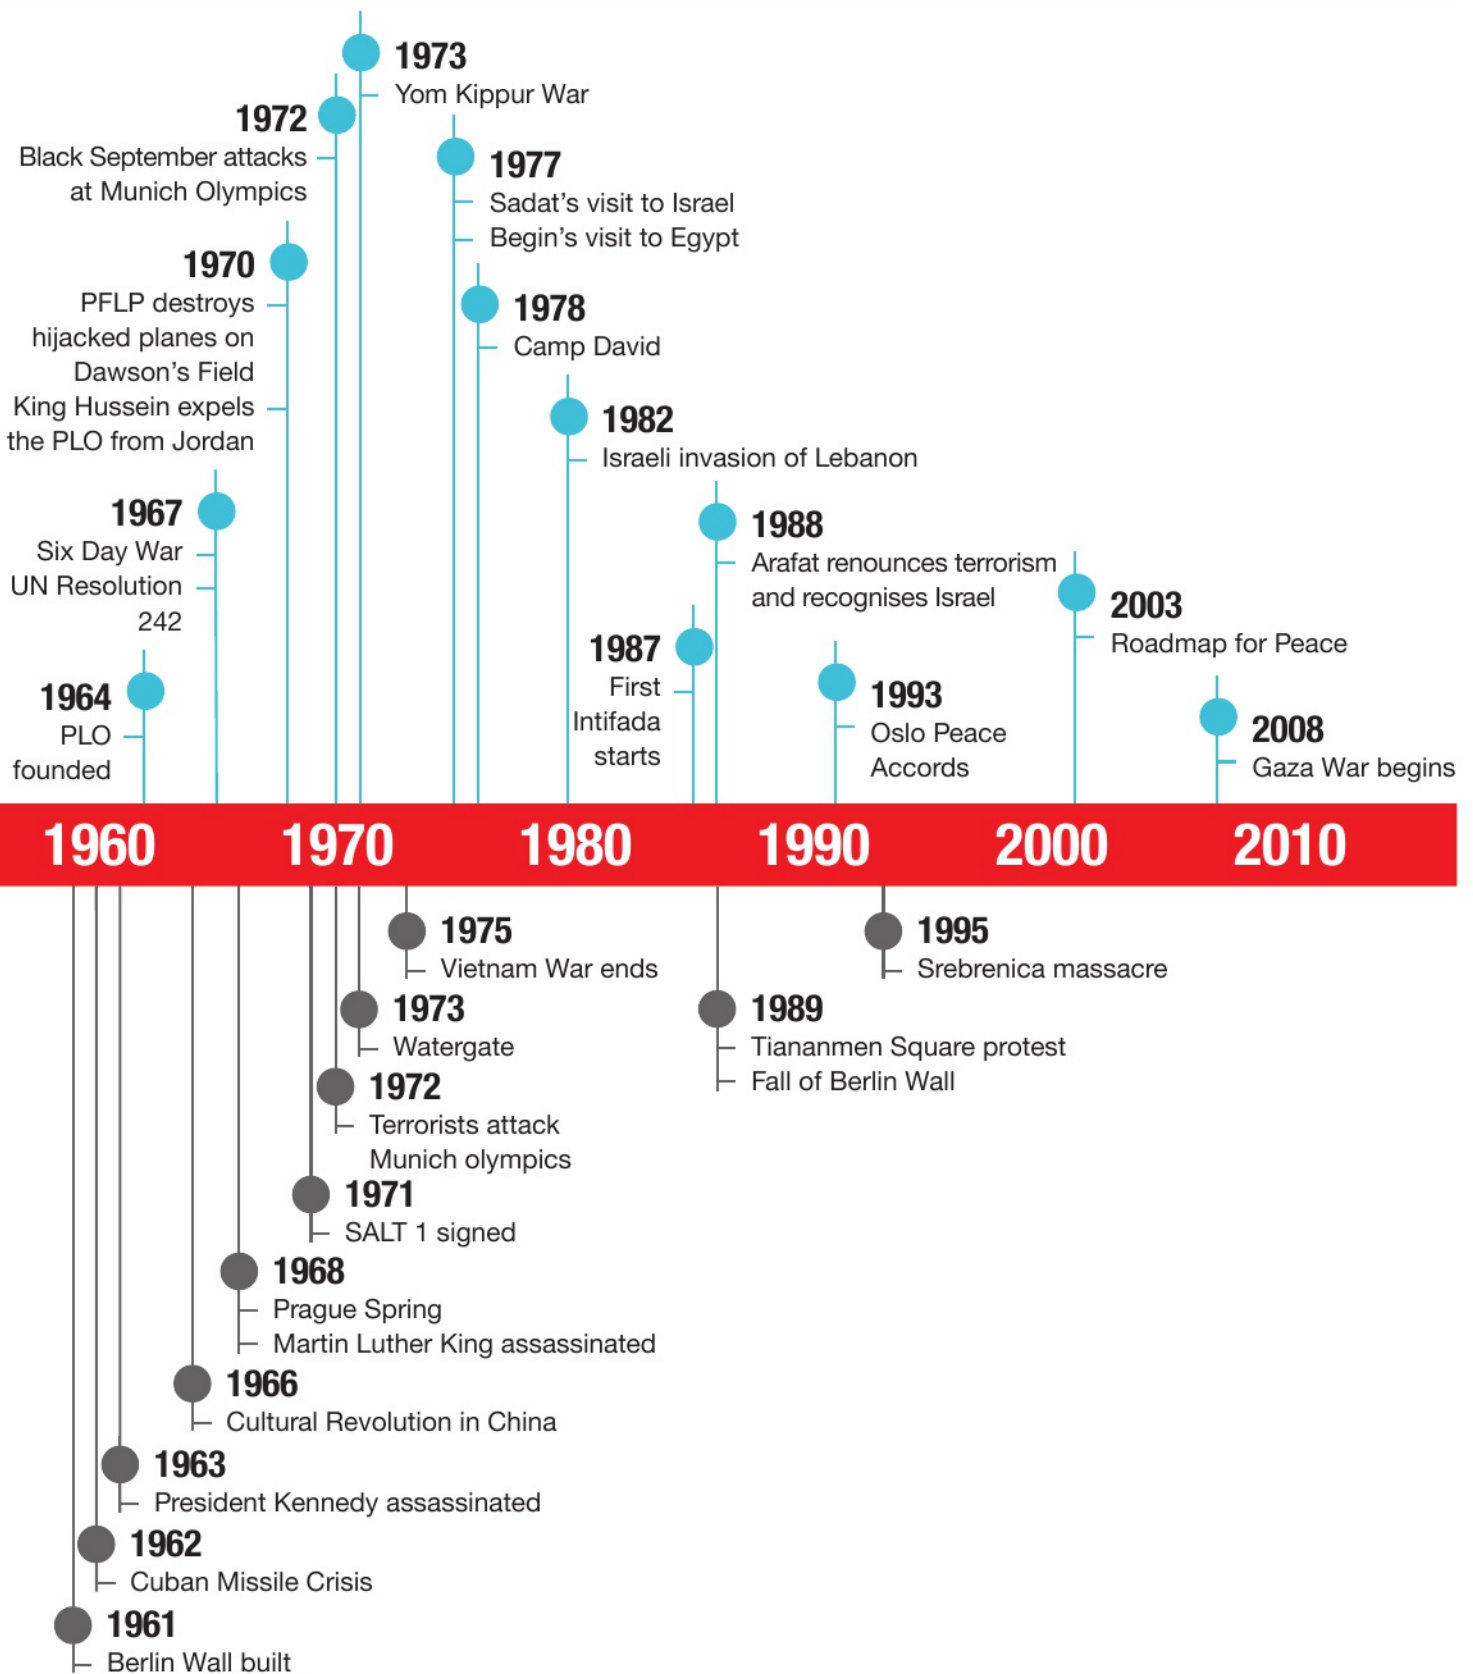 1973
Yom Kippur War
1972
Black September attacks
at Munich Olympics
1977
Sadat's visit to Israel
Begin's visit to Egypt
1970
PFLP destroys
hijacked planes on
Dawson's Field
King Hussein expels
the PLO from Jordan
1978
Camp David
1982
Israeli invasion of Lebanon
1967
Six Day War
UN Resolution
242
1988
Arafat renounces terrorism
and recognises Israel
2003
Roadmap for Peace
1987
First
Intifada
starts
1964
PLO
founded
1993
Oslo Peace
Accords
2008
Gaza War begins
1960 1970 1980 1990 2000 2010
1975
Vietnam War ends
1995
Srebrenica massacre
1973
Watergate
1989
Tiananmen Square protest
Fall of Berlin Wall
1972
Terrorists attack
Munich olympics
1971
SALT 1 signed
1968
Prague Spring
Martin Luther King assassinated
1966
Cultural Revolution in China
1963
President Kennedy assassinated
1962
Cuban Missile Crisis
1961
Berlin Wall built